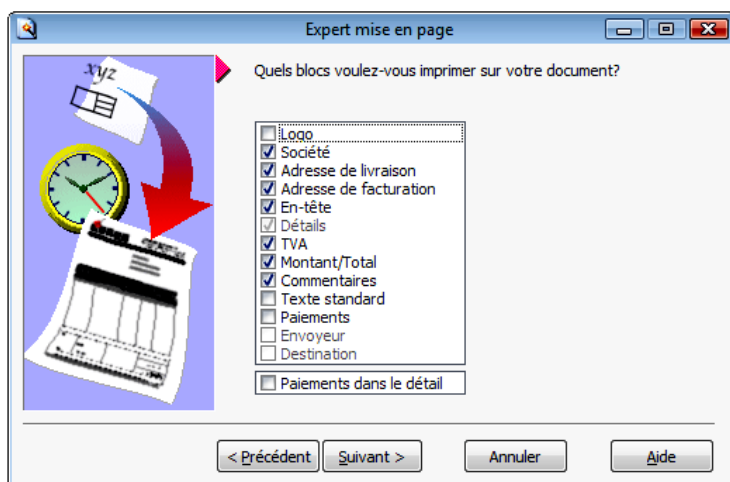 Expert mise en page
xyz
Quels blocs voulez-vous imprimer sur votre document?
Logo
Société
Adresse de livraison
Adresse de facturation
En-tête
Détails
TVA
Montant/Total
Commentaires
Texte standard
Paiements
Envoyeur
Destination
Paiements dans le détail
< Précédent
Suivant >
Annuler
Aide